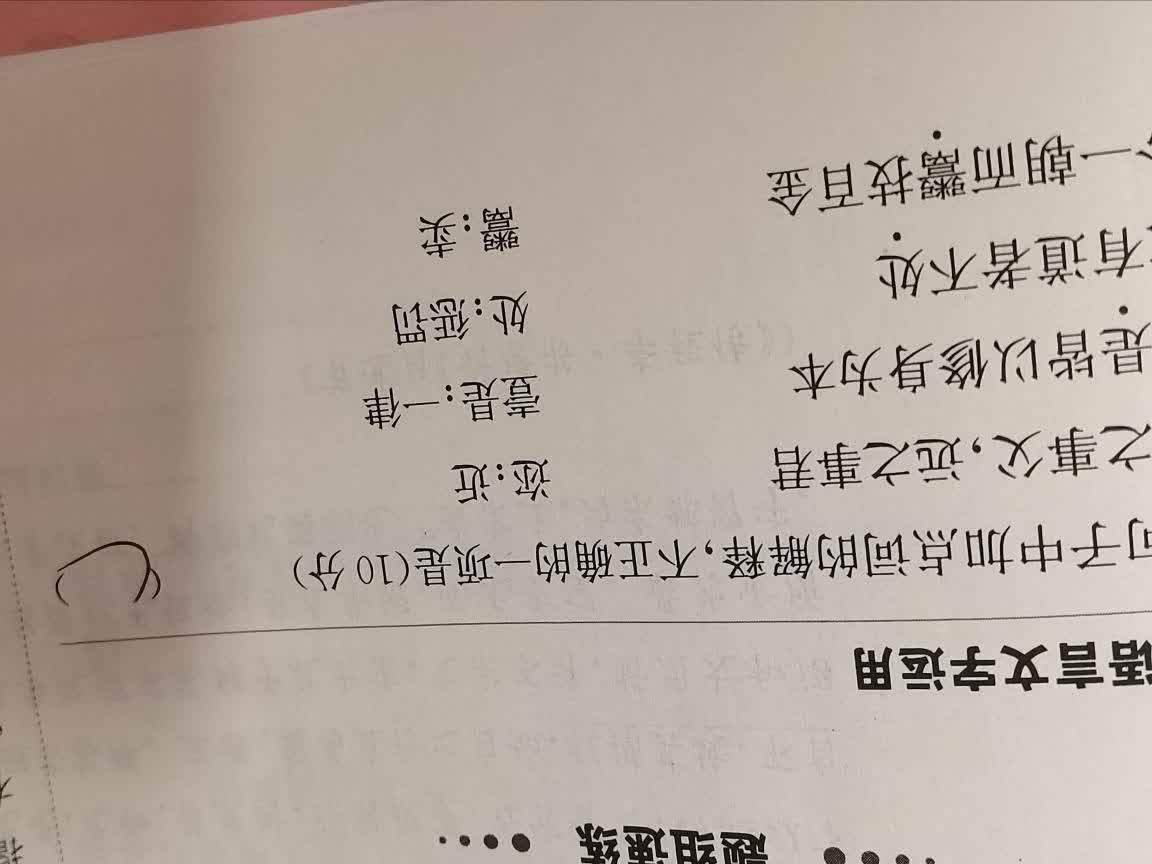 题组速练
语言文字运用
句子中加点词的解释,不正确的一项是(10 分)
之事父,远之事君 迩:近
是皆以修身为本 壹是:一律
有道者不处 处:惩罚
一朝而鬻技百金 鬻:卖